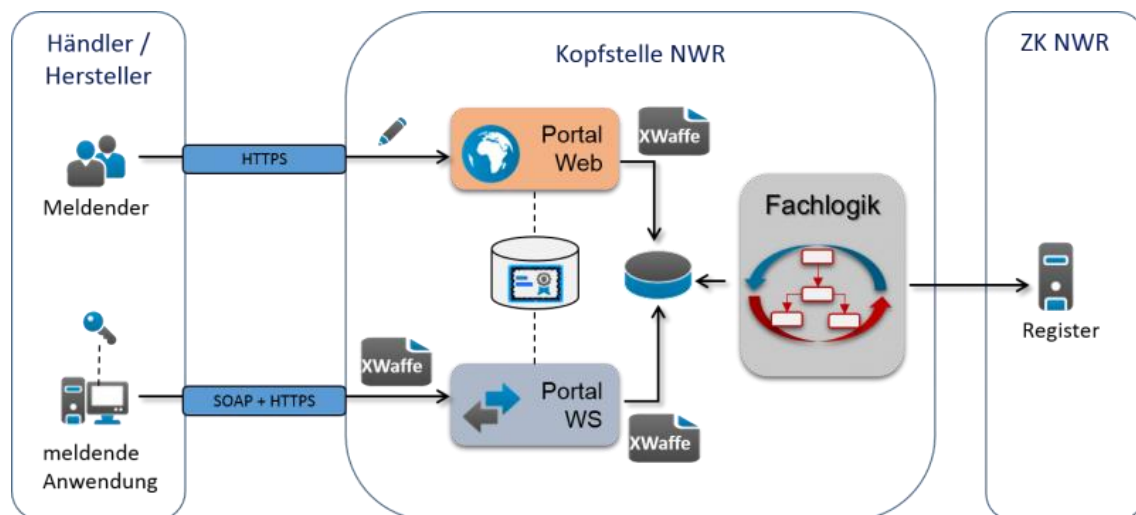 Händler /
Hersteller
Kopfstelle NWR
ZK NWR
Meldender
HTTPS
Portal
Web
XWaffe
Fachlogik
Register
meldende
Anwendung
SOAP + HTTPS
XWaffe
Portal
WS
XWaffe